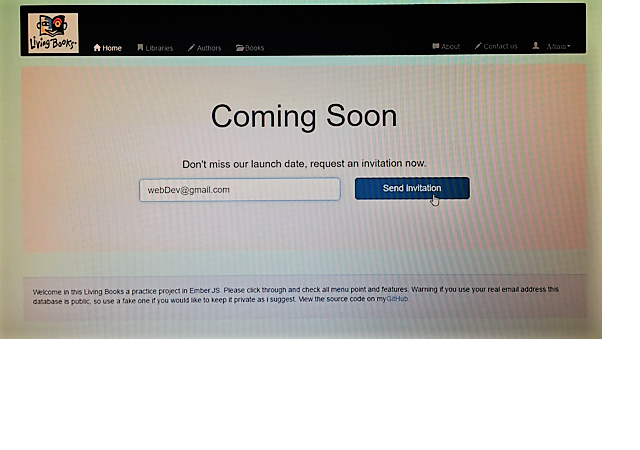 Living Books
Home Libraries Authors Books About Contact us Admin
Coming Soon
Don't miss our launch date, request an invitation now.
webDev@gmail.com Send Invitation
Welcome in this Living Books a practice project in Ember.JS. Please click through and check all menu point and features. Warning if you use your real email address this
database is public, so use a fake one if you would like to keep it private as i suggest. View the source code on myGitHub.